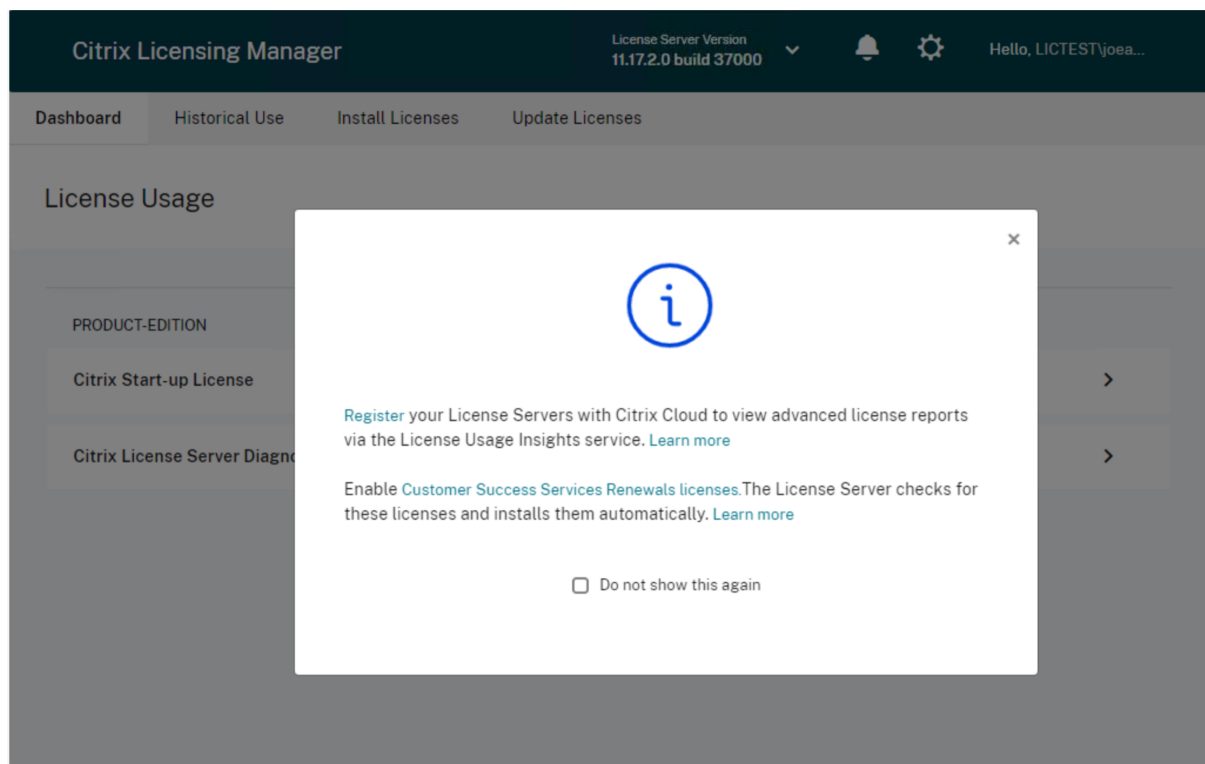 Citrix Licensing Manager
License Server Version
11.17.2.0 build 37000
Hello, LICTEST\joea...
Dashboard
Historical Use
Install Licenses
Update Licenses
License Usage
PRODUCT-EDITION
Citrix Start-up License
Citrix License Server Diagno
Register your License Servers with Citrix Cloud to view advanced license reports
via the License Usage Insights service. Learn more
Enable Customer Success Services Renewals licenses.The License Server checks for
these licenses and installs them automatically. Learn more
Do not show this again